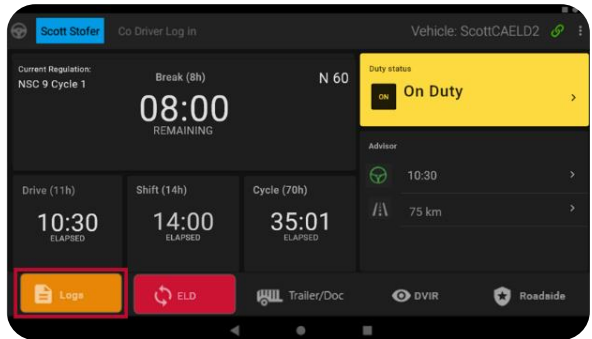 Scott Stofer
Co Driver Log in
Vehicle: ScottCAELD2
Current Regulation:
NSC 9 Cycle 1
Break (8h)
08:00
REMAINING
N 60
Duty status
ON
On Duty
Advisor
10:30
75 km
Drive (11h)
10:30
ELAPSED
Shift (14h)
14:00
ELAPSED
Cycle (70h)
35:01
ELAPSED
Logs
ELD
Trailer/Doc
DVIR
Roadside